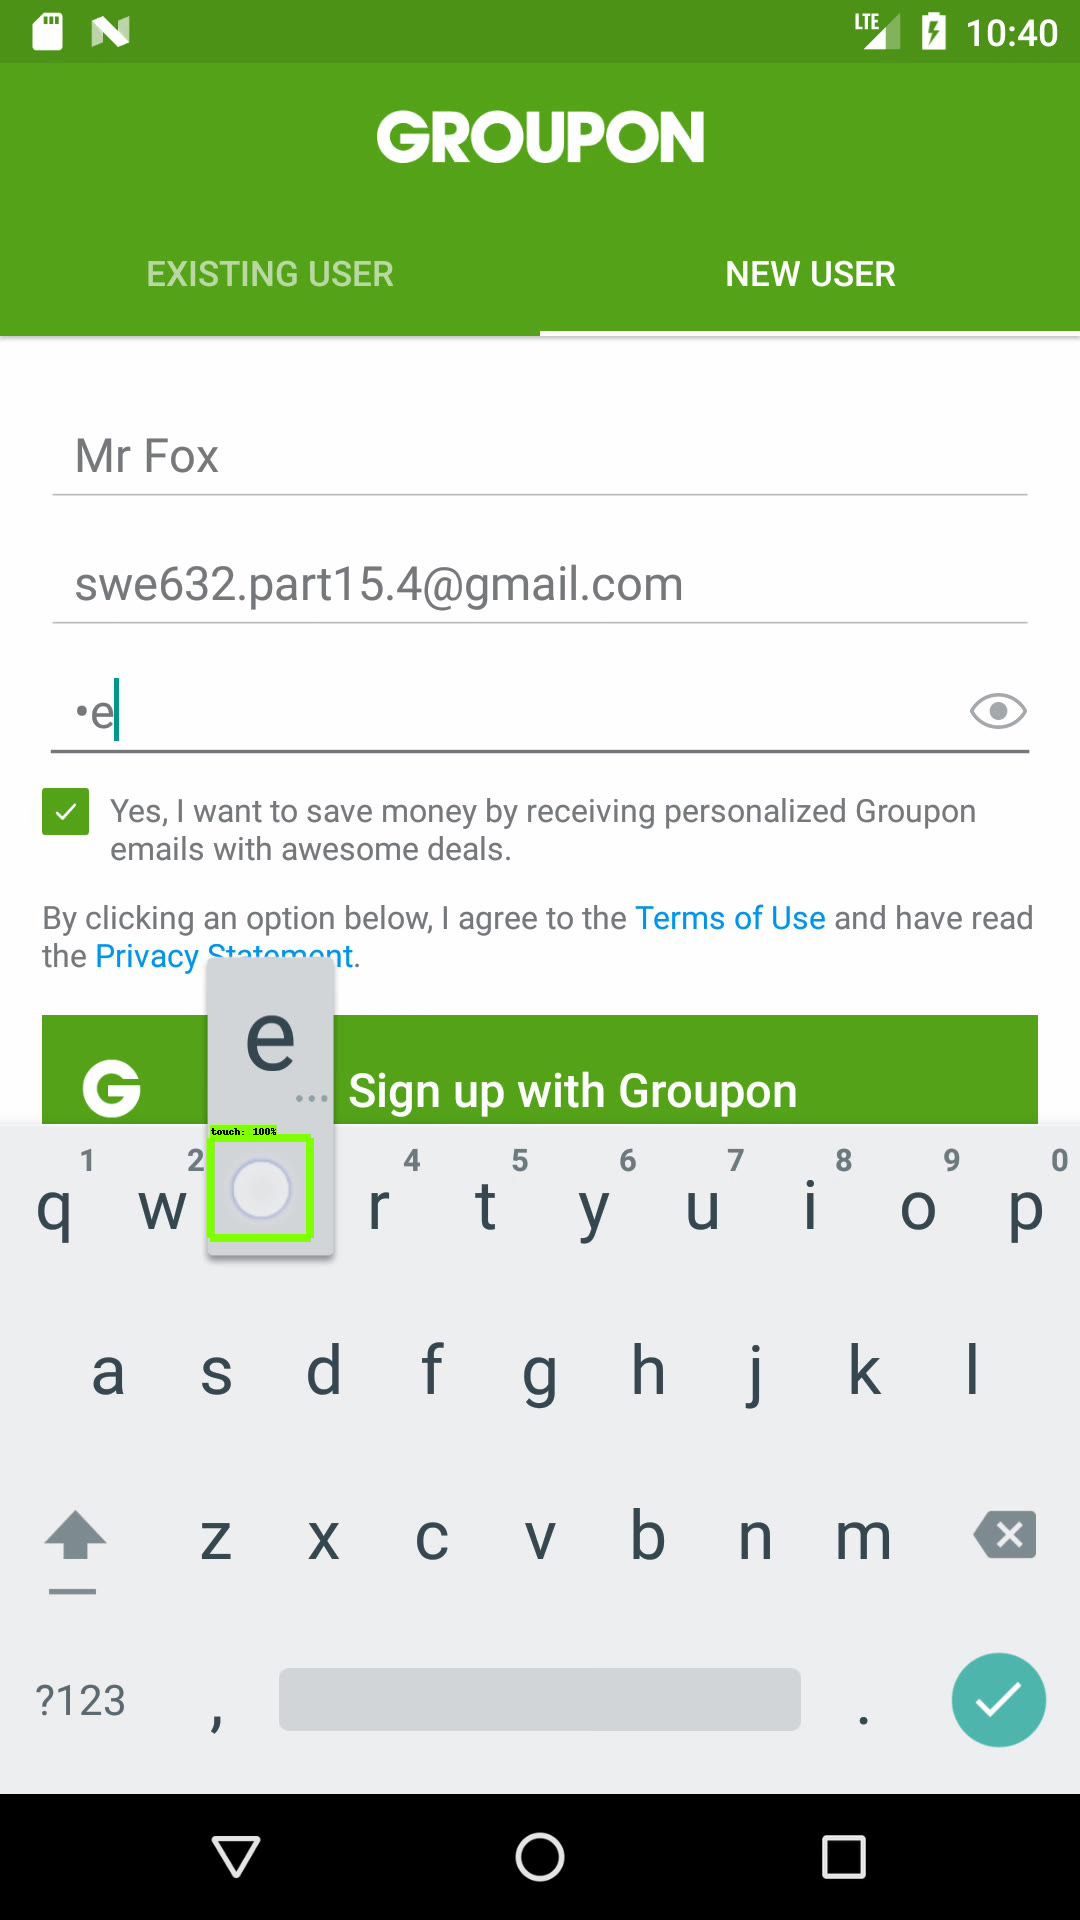 LTE 10:40
GROUPON
EXISTING USER NEW USER
Mr Fox
swe632.part15.4@gmail.com
•e
Yes, I want to save money by receiving personalized Groupon
emails with awesome deals.
By clicking an option below, I agree to the Terms of Use and have read
the Privacy Statement.
e
...
G Sign up with Groupon
touch: 100%
1 2 4 5 6 7 8 9 0
q w r t y u i o p
a s d f g h j k l
z x c v b n m
?123 , .